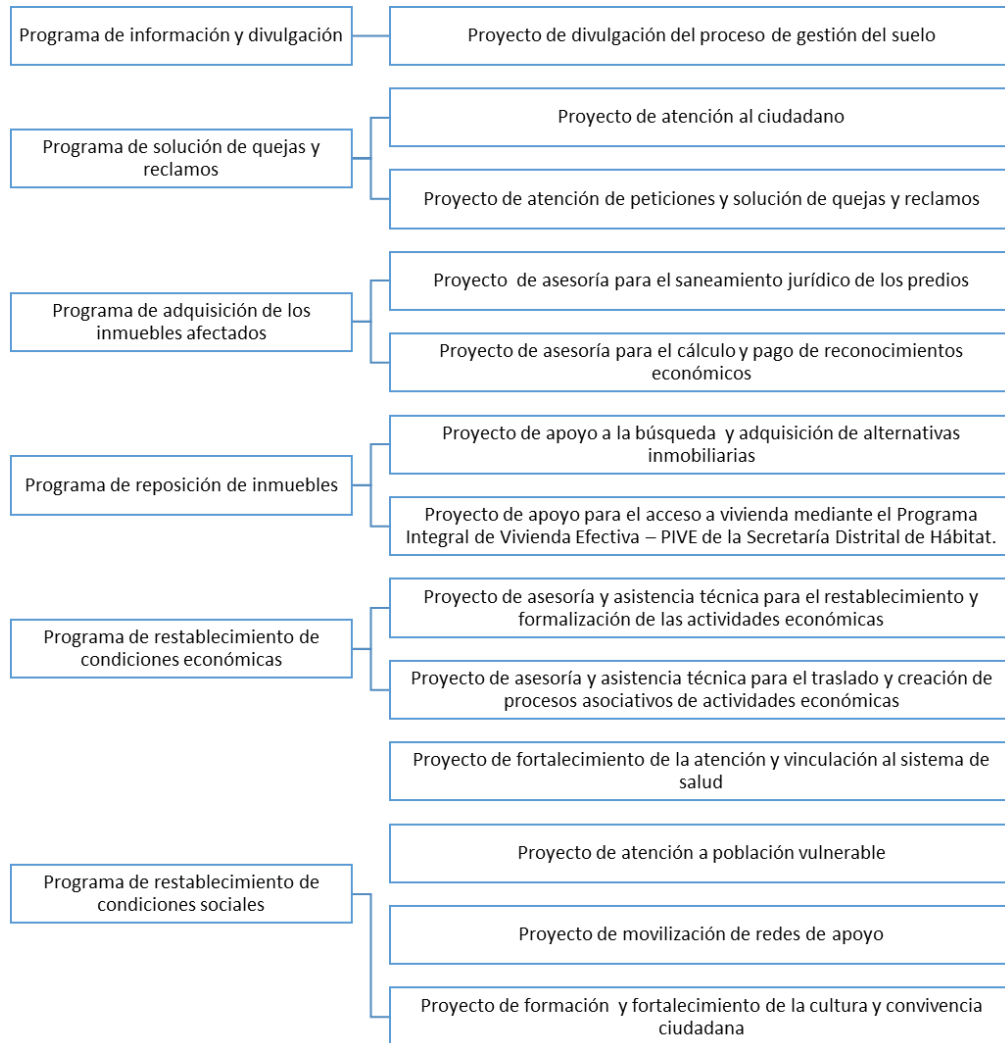 Programa de información y divulgación
Proyecto de divulgación del proceso de gestión del suelo
Programa de solución de quejas y
reclamos
Proyecto de atención al ciudadano
Proyecto de atención de peticiones y solución de quejas y reclamos
Programa de adquisición de los
inmuebles afectados
Proyecto de asesoría para el saneamiento jurídico de los predios
Proyecto de asesoría para el cálculo y pago de reconocimientos
económicos
Programa de reposición de inmuebles
Proyecto de apoyo a la búsqueda y adquisición de alternativas
inmobiliarias
Proyecto de apoyo para el acceso a vivienda mediante el Programa
Integral de Vivienda Efectiva – PIVE de la Secretaría Distrital de Hábitat.
Programa de restablecimiento de
condiciones económicas
Proyecto de asesoría y asistencia técnica para el restablecimiento y
formalización de las actividades económicas
Proyecto de asesoría y asistencia técnica para el traslado y creación de
procesos asociativos de actividades económicas
Programa de restablecimiento de
condiciones sociales
Proyecto de fortalecimiento de la atención y vinculación al sistema de
salud
Proyecto de atención a población vulnerable
Proyecto de movilización de redes de apoyo
Proyecto de formación y fortalecimiento de la cultura y convivencia
ciudadana